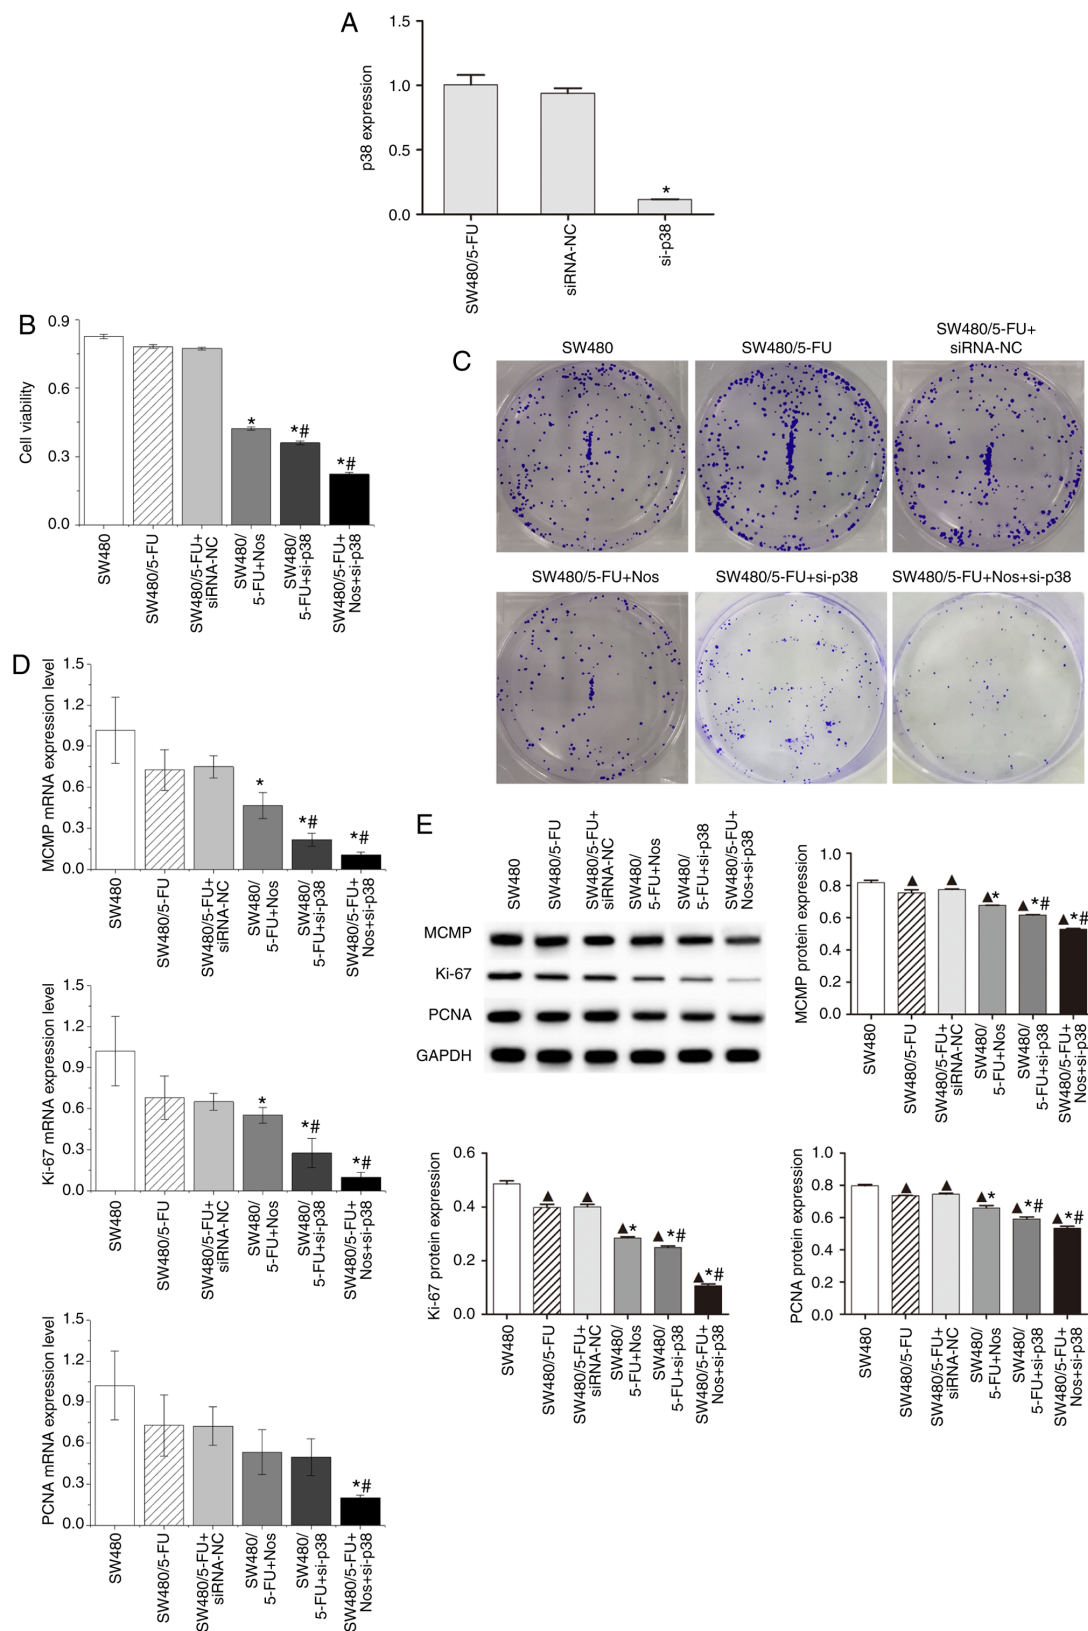 A
1.5
1.0
0.5
0.0
p38 expression
*
SW480/5-FU
siRNA-NC
si-p38
B
0.9
0.6
0.3
0.0
Cell viability
*
*#
*#
SW480
SW480/5-FU
SW480/5-FU+
siRNA-NC
SW480/
5-FU+Nos
SW480/
5-FU+si-p38
SW480/5-FU+
Nos+si-p38
C
SW480
SW480/5-FU
SW480/5-FU+
siRNA-NC
SW480/5-FU+Nos
SW480/5-FU+si-p38
SW480/5-FU+Nos+si-p38
D
1.5
1.2
0.9
0.6
0.3
0.0
MCMP mRNA expression level
*
*#
*#
SW480
SW480/5-FU
SW480/5-FU+
siRNA-NC
SW480/
5-FU+Nos
SW480/
5-FU+si-p38
SW480/5-FU+
Nos+si-p38
1.5
1.2
0.9
0.6
0.3
0.0
Ki-67 mRNA expression level
*
*#
*#
SW480
SW480/5-FU
SW480/5-FU+
siRNA-NC
SW480/
5-FU+Nos
SW480/
5-FU+si-p38
SW480/5-FU+
Nos+si-p38
1.5
1.2
0.9
0.6
0.3
0.0
PCNA mRNA expression level
*#
SW480
SW480/5-FU
SW480/5-FU+
siRNA-NC
SW480/
5-FU+Nos
SW480/
5-FU+si-p38
SW480/5-FU+
Nos+si-p38
E
SW480
SW480/5-FU
SW480/5-FU+
siRNA-NC
SW480/
5-FU+Nos
SW480/
5-FU+si-p38
SW480/5-FU+
Nos+si-p38
MCMP
Ki-67
PCNA
GAPDH
1.0
0.8
0.6
0.4
0.2
0.0
MCMP protein expression
▲
▲
▲*
▲*#
▲*#
SW480
SW480/5-FU
SW480/5-FU+
siRNA-NC
SW480/
5-FU+Nos
SW480/
5-FU+si-p38
SW480/5-FU+
Nos+si-p38
0.6
0.4
0.2
0.0
Ki-67 protein expression
▲
▲
▲*
▲*#
▲*#
SW480
SW480/5-FU
SW480/5-FU+
siRNA-NC
SW480/
5-FU+Nos
SW480/
5-FU+si-p38
SW480/5-FU+
Nos+si-p38
1.0
0.8
0.6
0.4
0.2
0.0
PCNA protein expression
▲
▲
▲*
▲*#
▲*#
SW480
SW480/5-FU
SW480/5-FU+
siRNA-NC
SW480/
5-FU+Nos
SW480/
5-FU+si-p38
SW480/5-FU+
Nos+si-p38